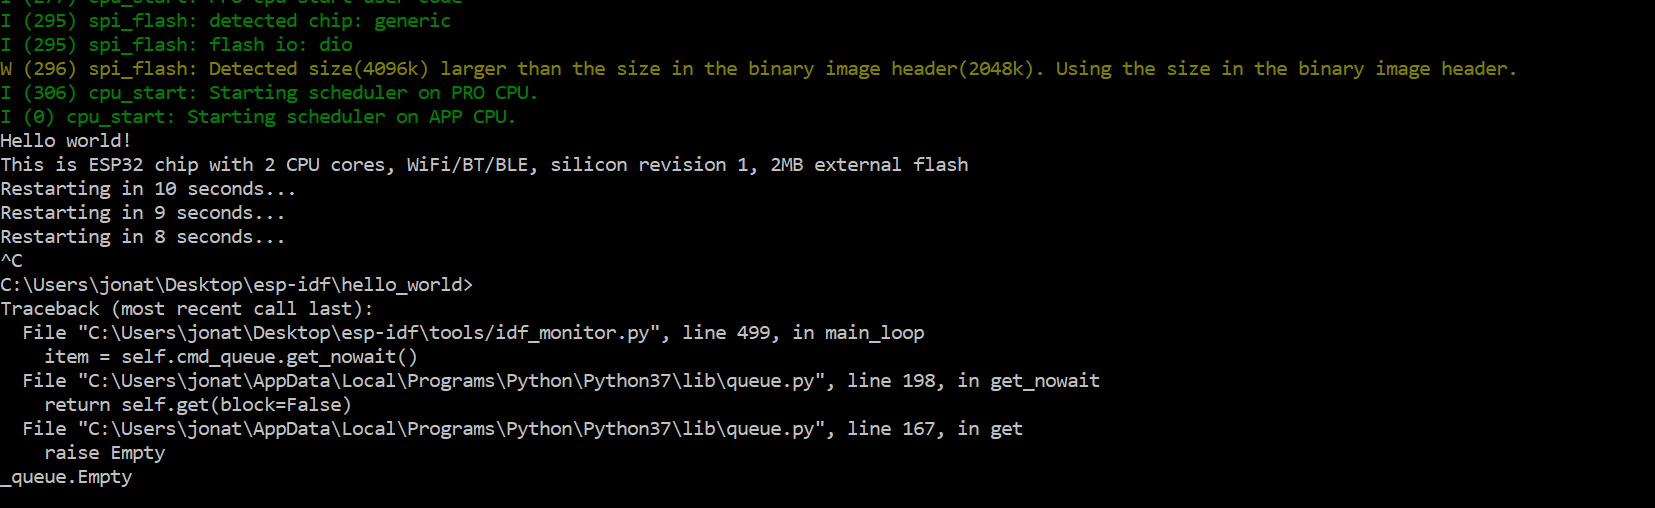 I (277) cpu_start: Pro cpu start user code
I (295) spi_flash: detected chip: generic
I (295) spi_flash: flash io: dio
W (296) spi_flash: Detected size(4096k) larger than the size in the binary image header(2048k). Using the size in the binary image header.
I (306) cpu_start: Starting scheduler on PRO CPU.
I (0) cpu_start: Starting scheduler on APP CPU.
Hello world!
This is ESP32 chip with 2 CPU cores, WiFi/BT/BLE, silicon revision 1, 2MB external flash
Restarting in 10 seconds...
Restarting in 9 seconds...
Restarting in 8 seconds...
^C
C:\Users\jonat\Desktop\esp-idf\hello_world>
Traceback (most recent call last):
  File "C:\Users\jonat\Desktop\esp-idf\tools/idf_monitor.py", line 499, in main_loop
    item = self.cmd_queue.get_nowait()
  File "C:\Users\jonat\AppData\Local\Programs\Python\Python37\lib\queue.py", line 198, in get_nowait
    return self.get(block=False)
  File "C:\Users\jonat\AppData\Local\Programs\Python\Python37\lib\queue.py", line 167, in get
    raise Empty
_queue.Empty